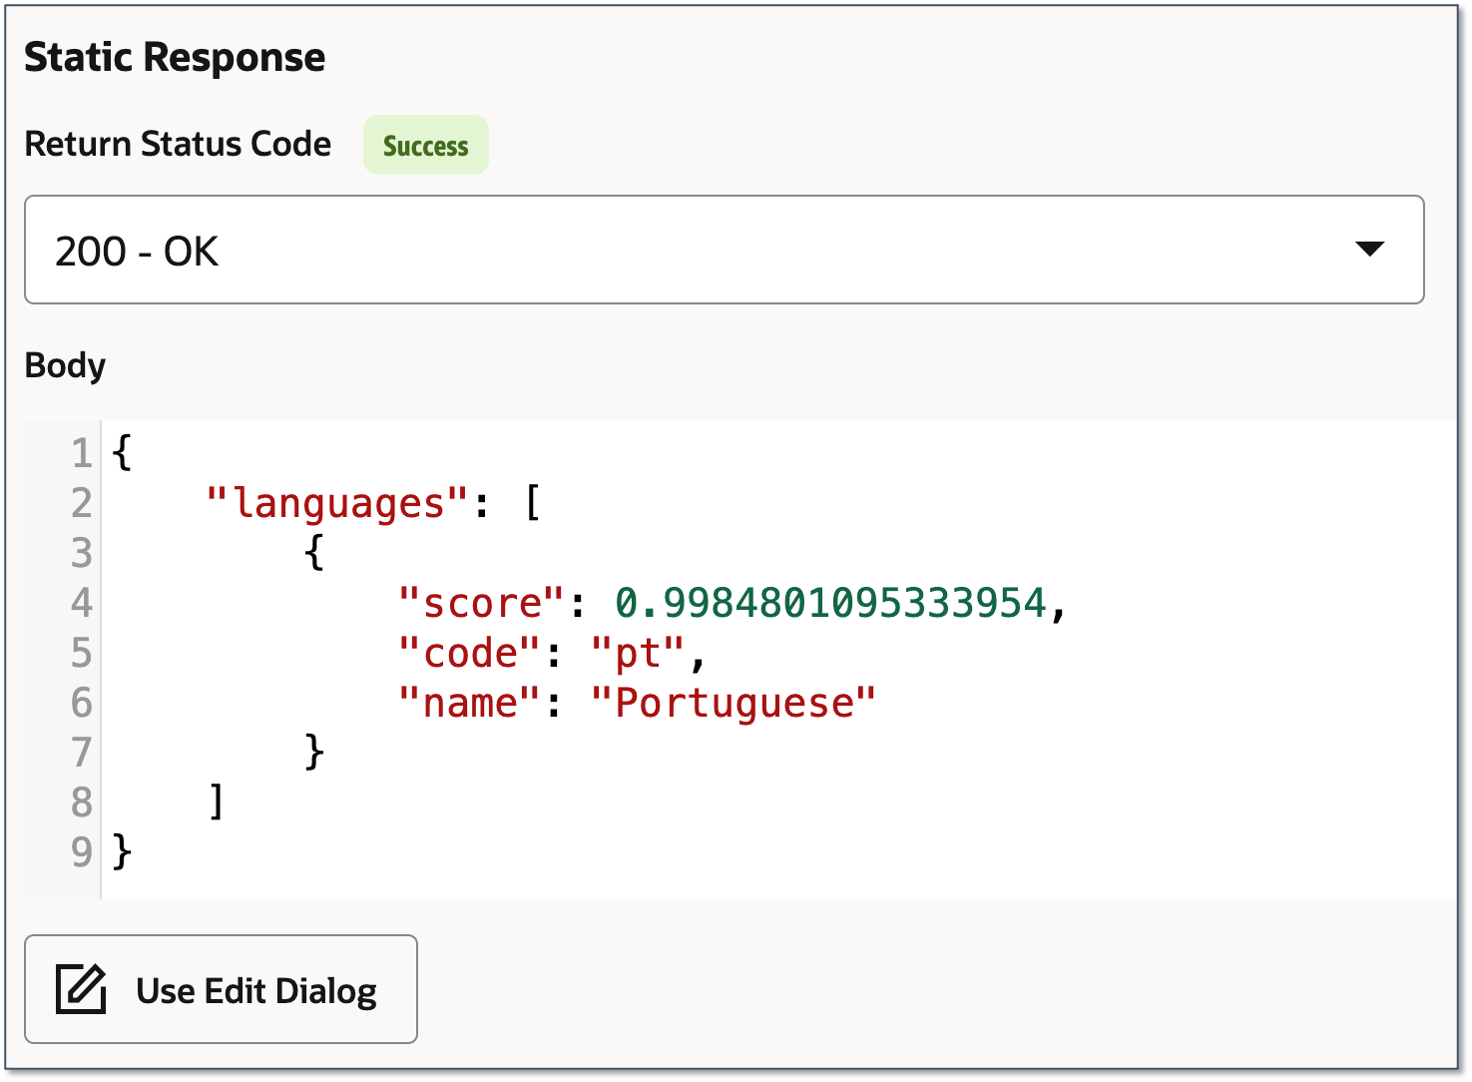 Static Response
Return Status Code Success
200 - OK
Body
1 {
2     "languages": [
3         {
4             "score": 0.9984801095333954,
5             "code": "pt",
6             "name": "Portuguese"
7         }
8     ]
9 }
Use Edit Dialog